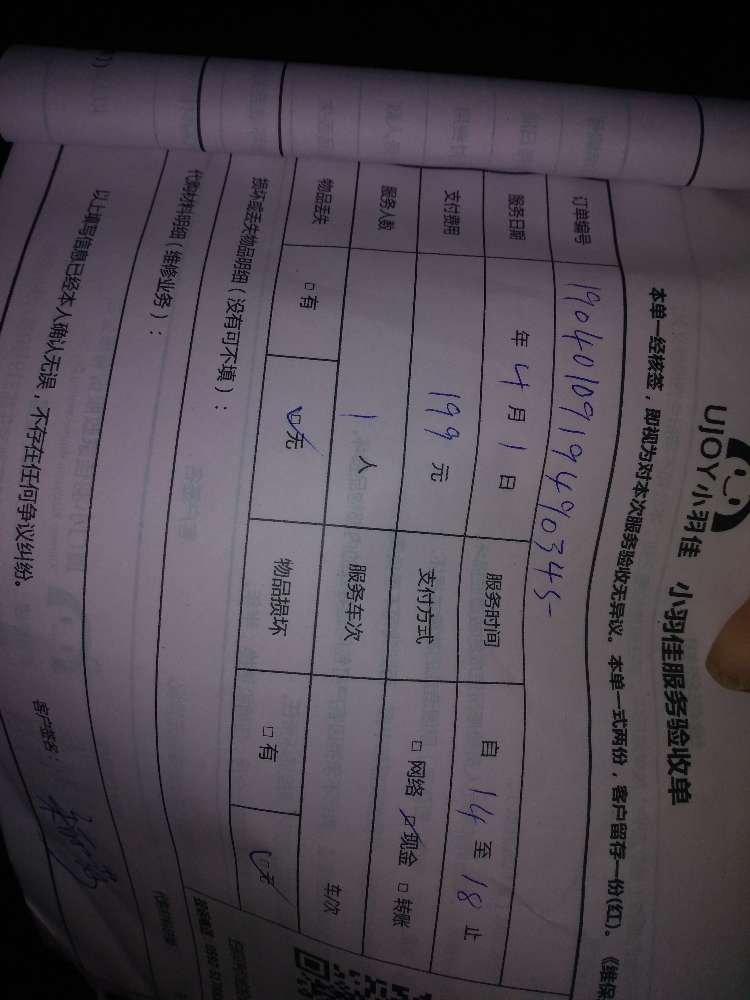 UJOY小羽佳 小羽佳服务验收单
本单一经核签，即视为对本次服务验收无异议。本单一式两份，客户留存一份(红)。《维保
订单编号 190401091949034S-
服务日期 年 4 月 1 日 服务时间 自 14 至 18 止
支付费用 199 元 支付方式 □ 网络 ☑ 现金 □ 转账
服务人数 1 人 服务车次 车次
物品丢失 □ 有 ☑ 无 物品损坏 □ 有 ☑ 无
损坏或丢失物品明细（没有可不填）：
代购材料明细（维修业务）：
以上填写信息已经本人确认无误，不存在任何争议纠纷。
客户签名：